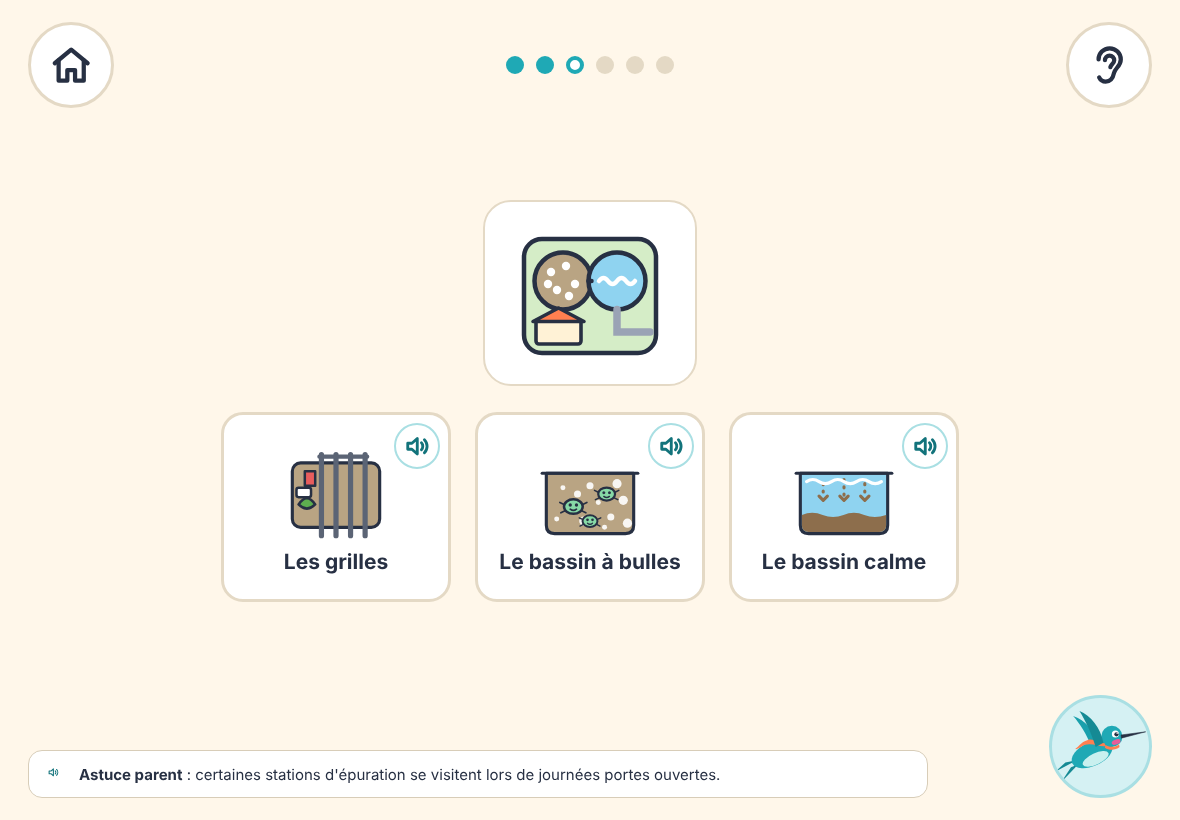 Les grilles
Le bassin à bulles
Le bassin calme
Astuce parent : certaines stations d'épuration se visitent lors de journées portes ouvertes.